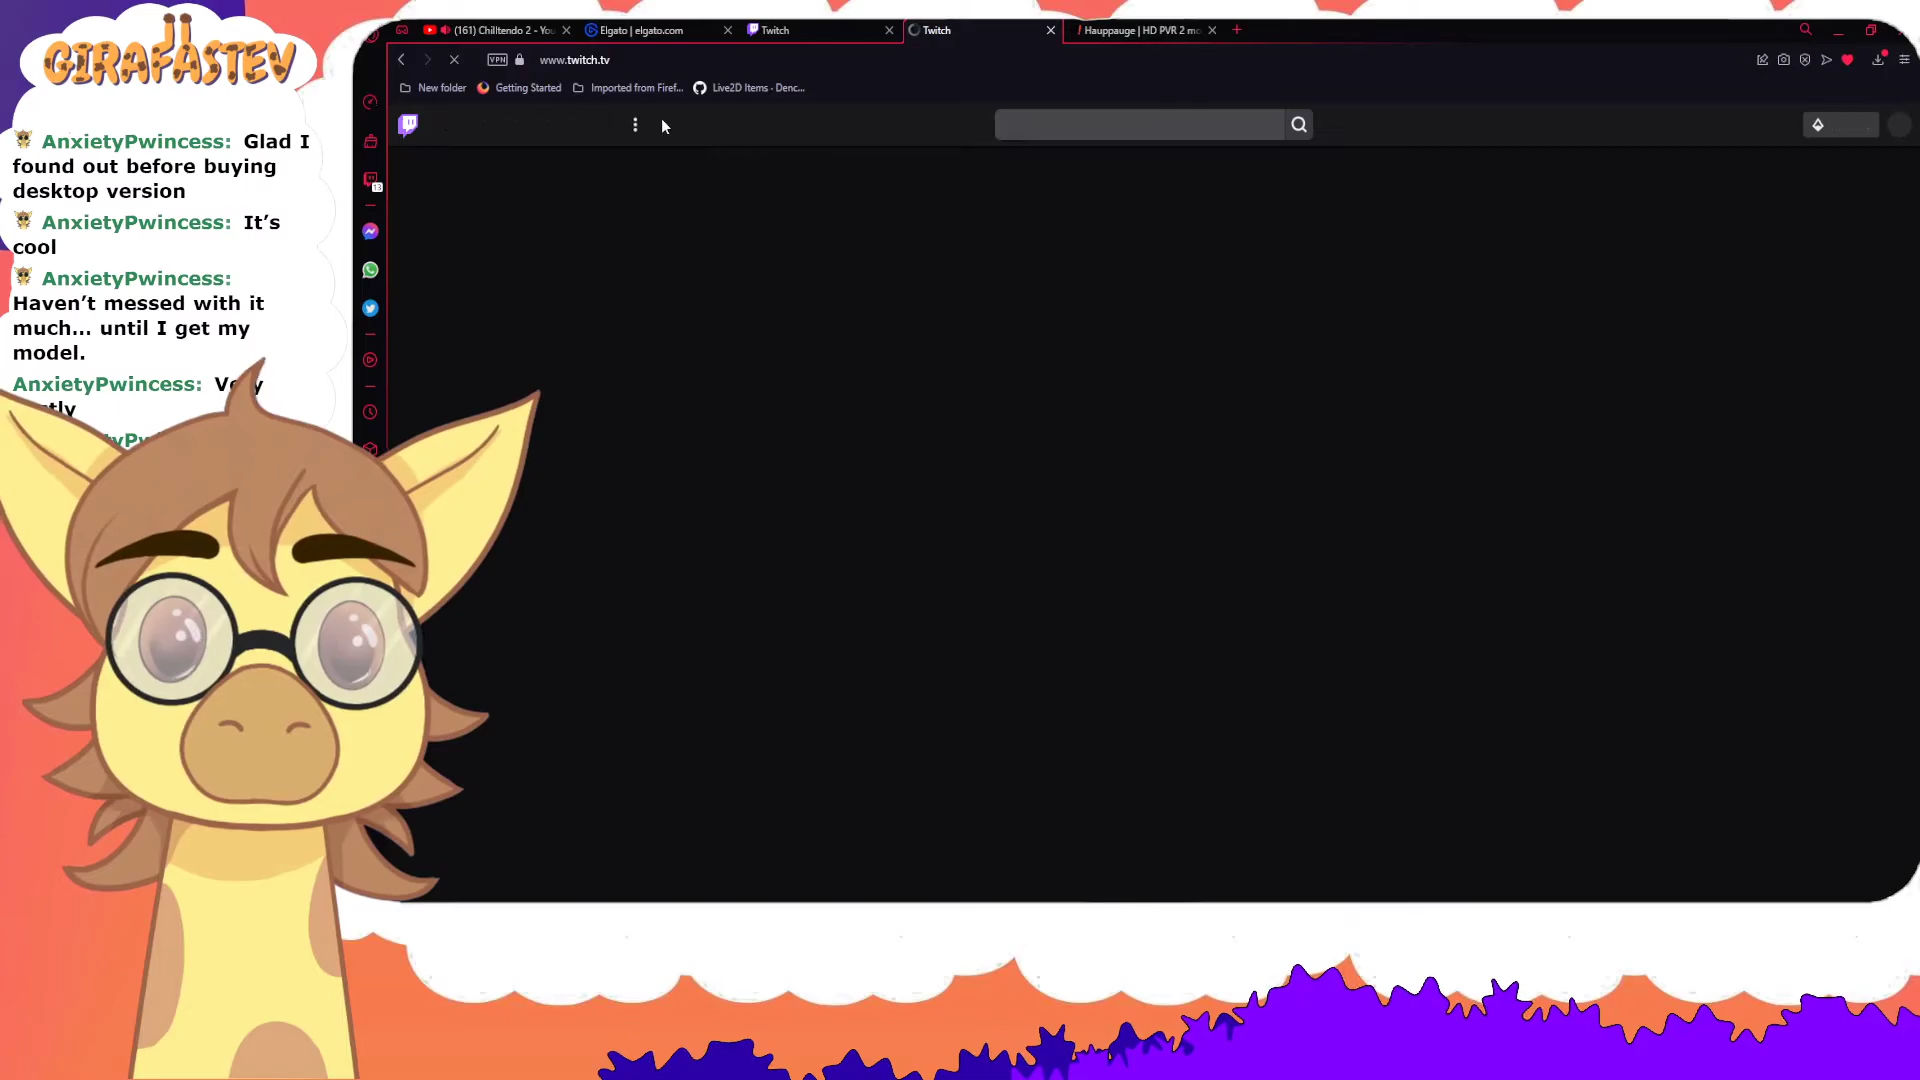 GIRAFASTEV
(161) Chilltendo 2 - You
Elgato | elgato.com
Twitch
Twitch
Hauppauge | HD PVR 2 mo
VPN
www.twitch.tv
New folder
Getting Started
Imported from Firef...
Live2D Items - Denc...
13
AnxietyPwincess: Glad I
found out before buying
desktop version
AnxietyPwincess: It's
cool
AnxietyPwincess:
Haven't messed with it
much... until I get my
model.
AnxietyPwincess: